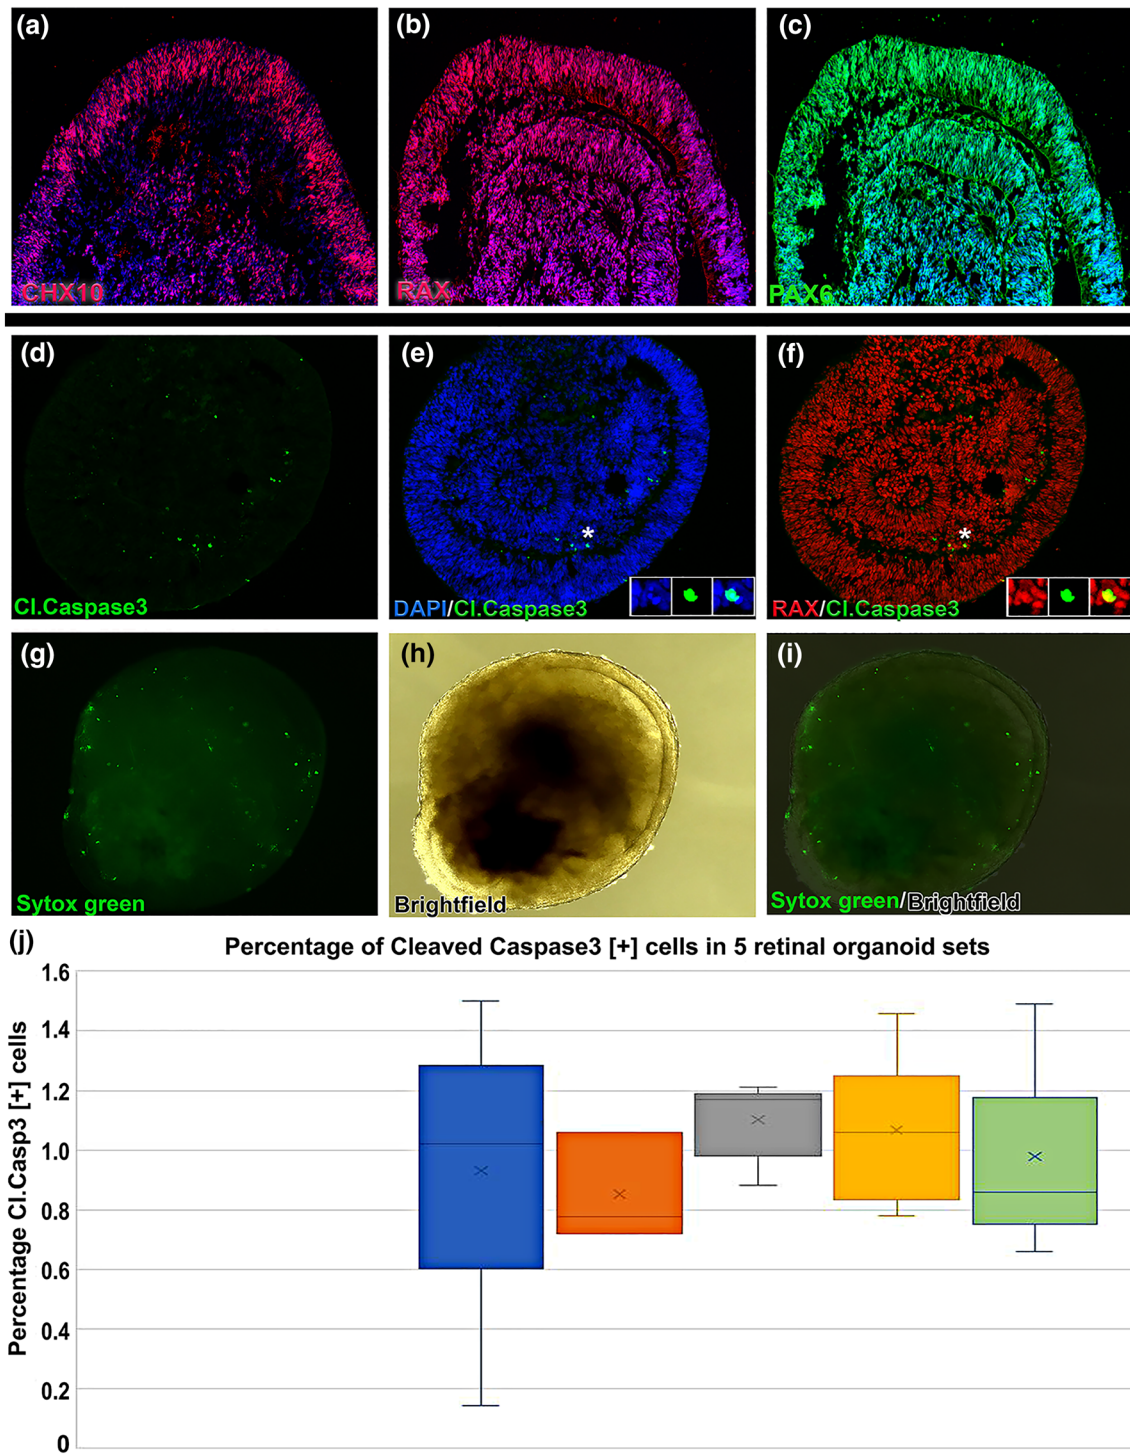 (a)
CHX10
(b)
RAX
(c)
PAX6
(d)
Cl.Caspase3
(e)
*
DAPI/Cl.Caspase3
(f)
*
RAX/Cl.Caspase3
(g)
Sytox green
(h)
Brightfield
(i)
Sytox green/Brightfield
(j)
Percentage of Cleaved Caspase3 [+] cells in 5 retinal organoid sets
Percentage Cl.Casp3 [+] cells
1.6
1.4
1.2
1.0
0.8
0.6
0.4
0.2
0